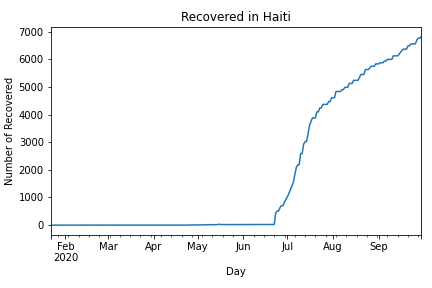 Recovered in Haiti
Number of Recovered
7000
6000
5000
4000
3000
2000
1000
0
Feb Mar Apr May Jun Jul Aug Sep
2020
Day